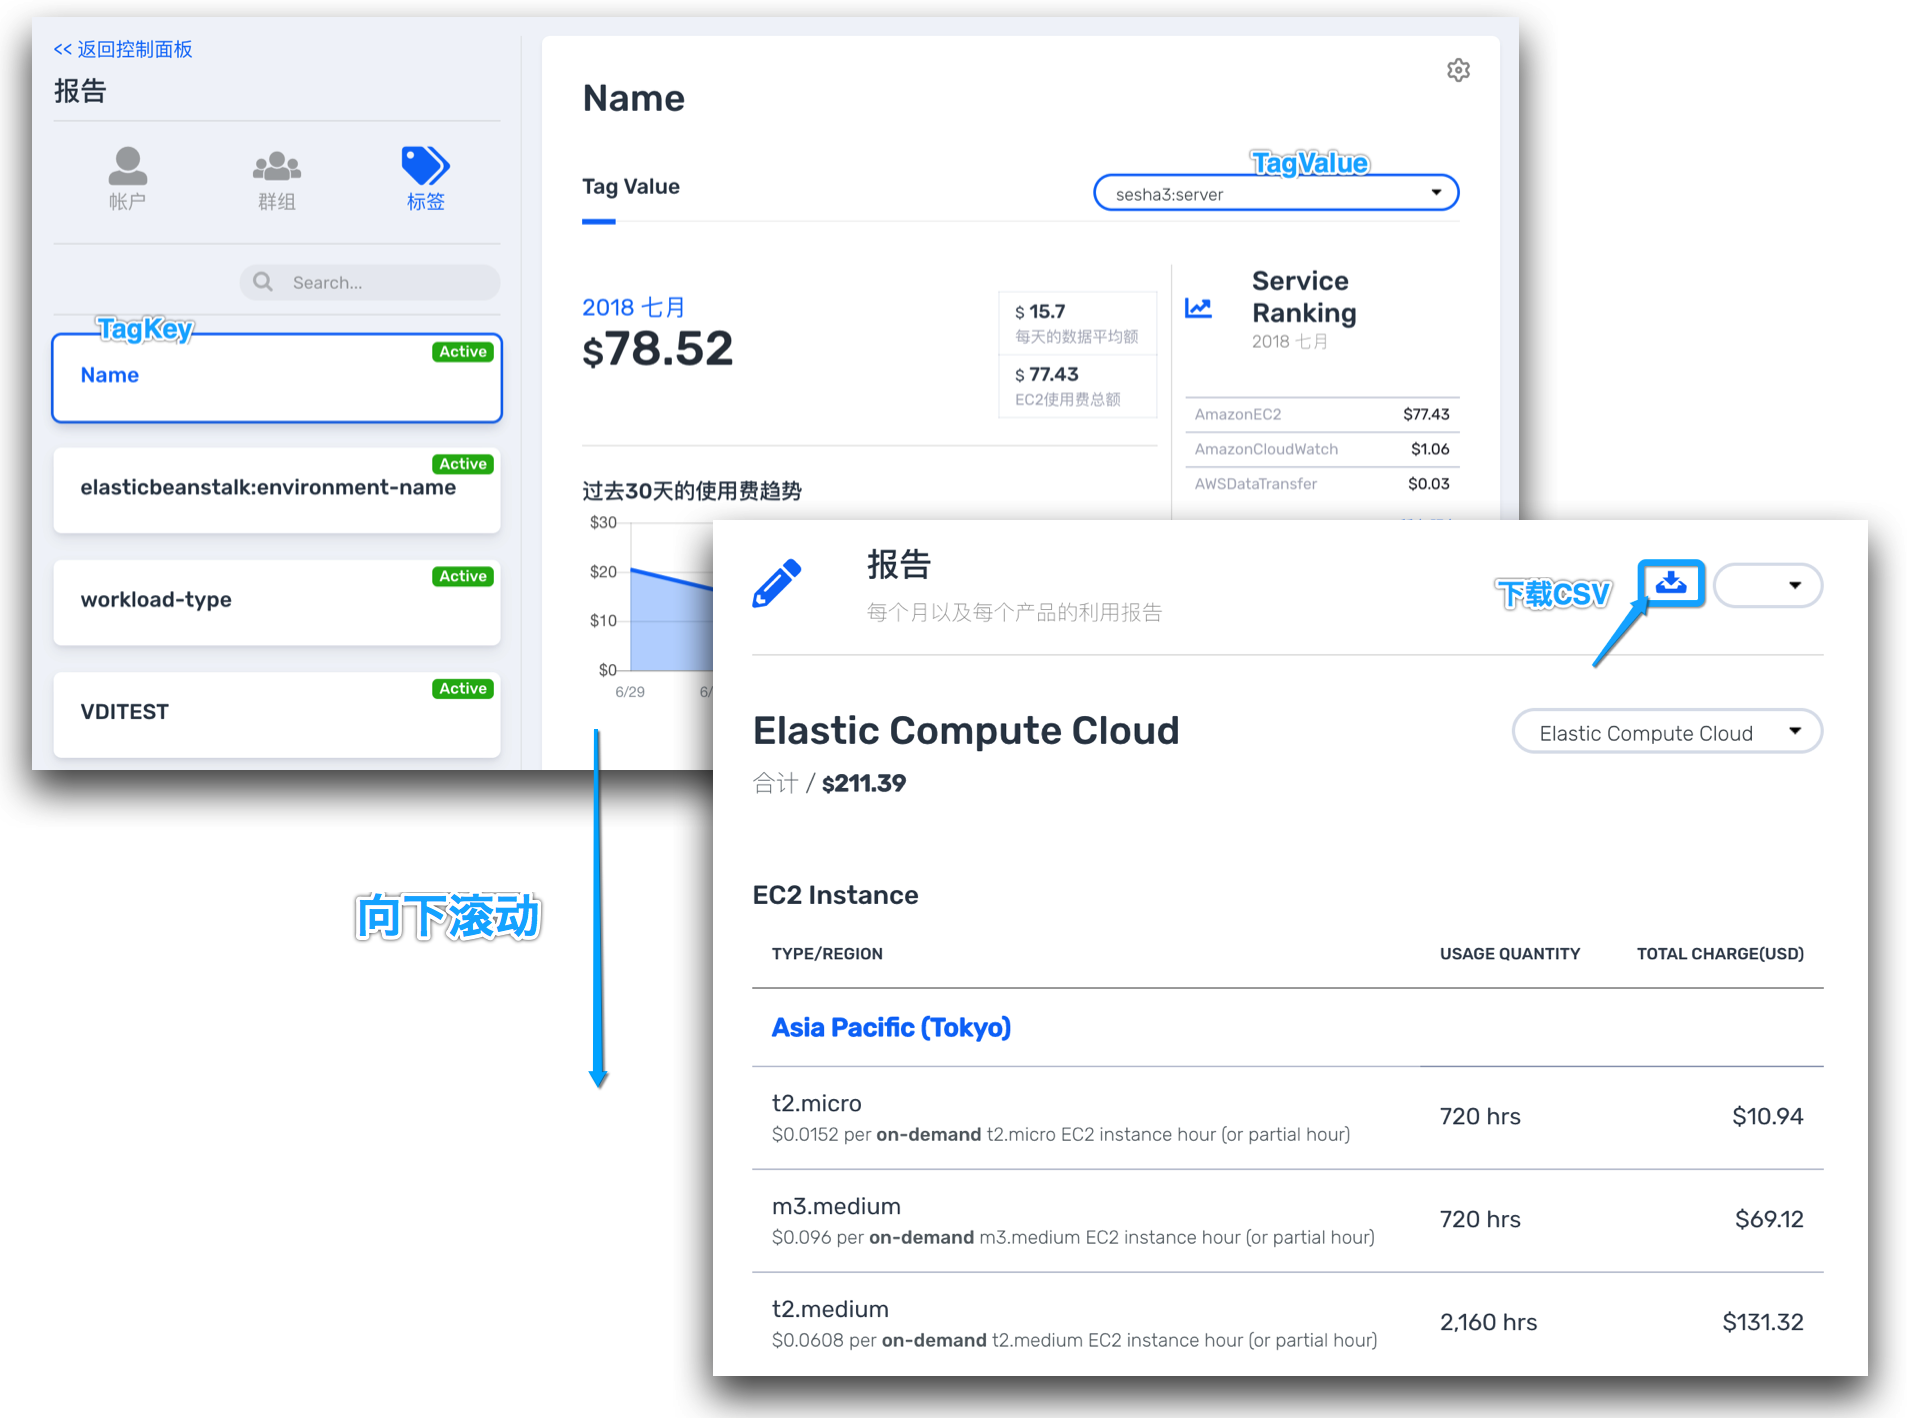 << 返回控制面板
报告
帐户
群组
标签
Search...
TagKey
Active
Name
Active
elasticbeanstalk:environment-name
Active
workload-type
Active
VDITEST
Name
TagValue
Tag Value
sesha3:server
2018 七月
$78.52
$ 15.7
每天的数据平均额
$ 77.43
EC2使用费总额
Service
Ranking
2018 七月
AmazonEC2 $77.43
AmazonCloudWatch $1.06
AWSDataTransfer $0.03
过去30天的使用费趋势
$30
$20
$10
$0
6/29
6/
向下滚动
报告
每个月以及每个产品的利用报告
下载CSV
Elastic Compute Cloud
Elastic Compute Cloud
合计 / $211.39
EC2 Instance
TYPE/REGION USAGE QUANTITY TOTAL CHARGE(USD)
Asia Pacific (Tokyo)
t2.micro
$0.0152 per on-demand t2.micro EC2 instance hour (or partial hour)
720 hrs $10.94
m3.medium
$0.096 per on-demand m3.medium EC2 instance hour (or partial hour)
720 hrs $69.12
t2.medium
$0.0608 per on-demand t2.medium EC2 instance hour (or partial hour)
2,160 hrs $131.32